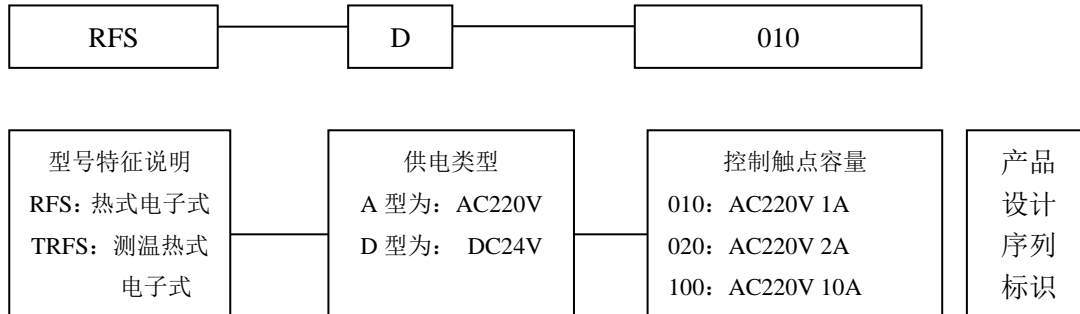 RFS D 010
型号特征说明
RFS：热式电子式
TRFS：测温热式
电子式
供电类型
A 型为：AC220V
D 型为： DC24V
控制触点容量
010：AC220V 1A
020：AC220V 2A
100：AC220V 10A
产品
设计
序列
标识